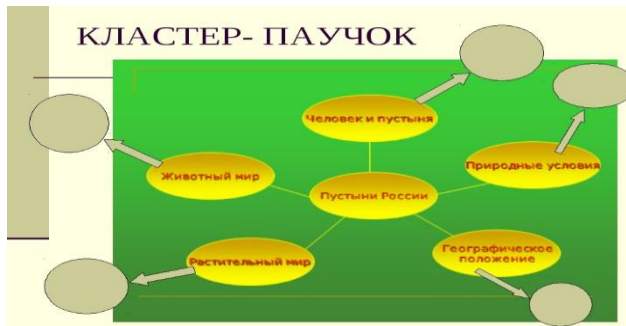 КЛАСТЕР- ПАУЧОК
Человек и пустыня
Природные условия
Животный мир
Пустыни России
Географическое
положение
Растительный мир